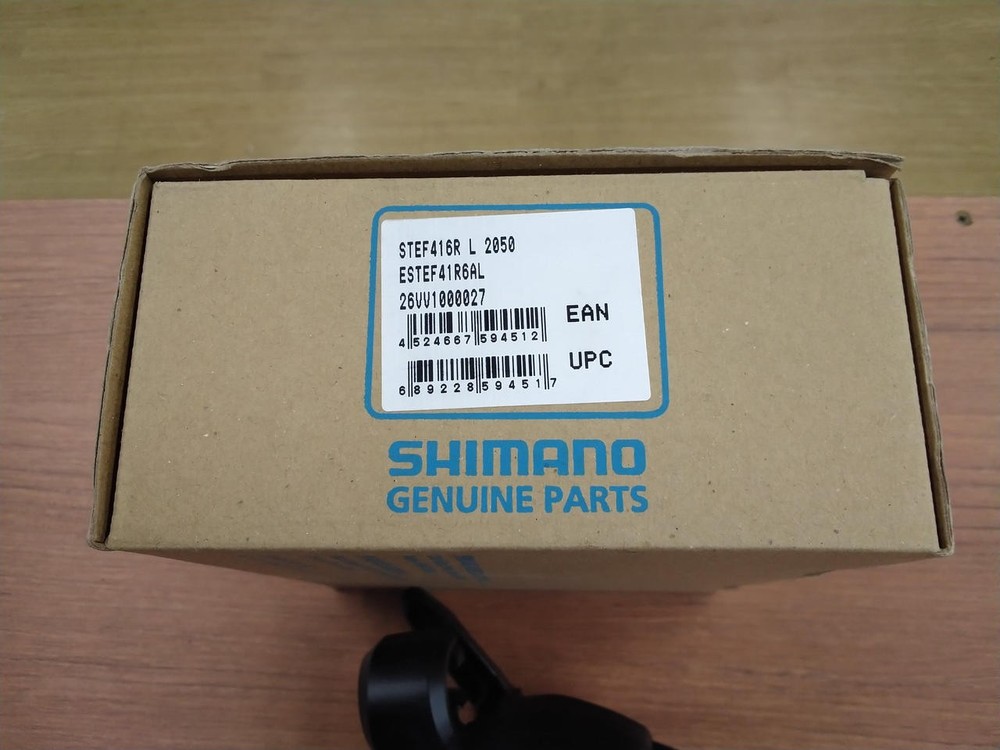 STEF416R L 2050
ESTEF41R6AL
26VV1000027
4 524667 594512
EAN
6 89228 59451 7
UPC
SHIMANO
GENUINE PARTS